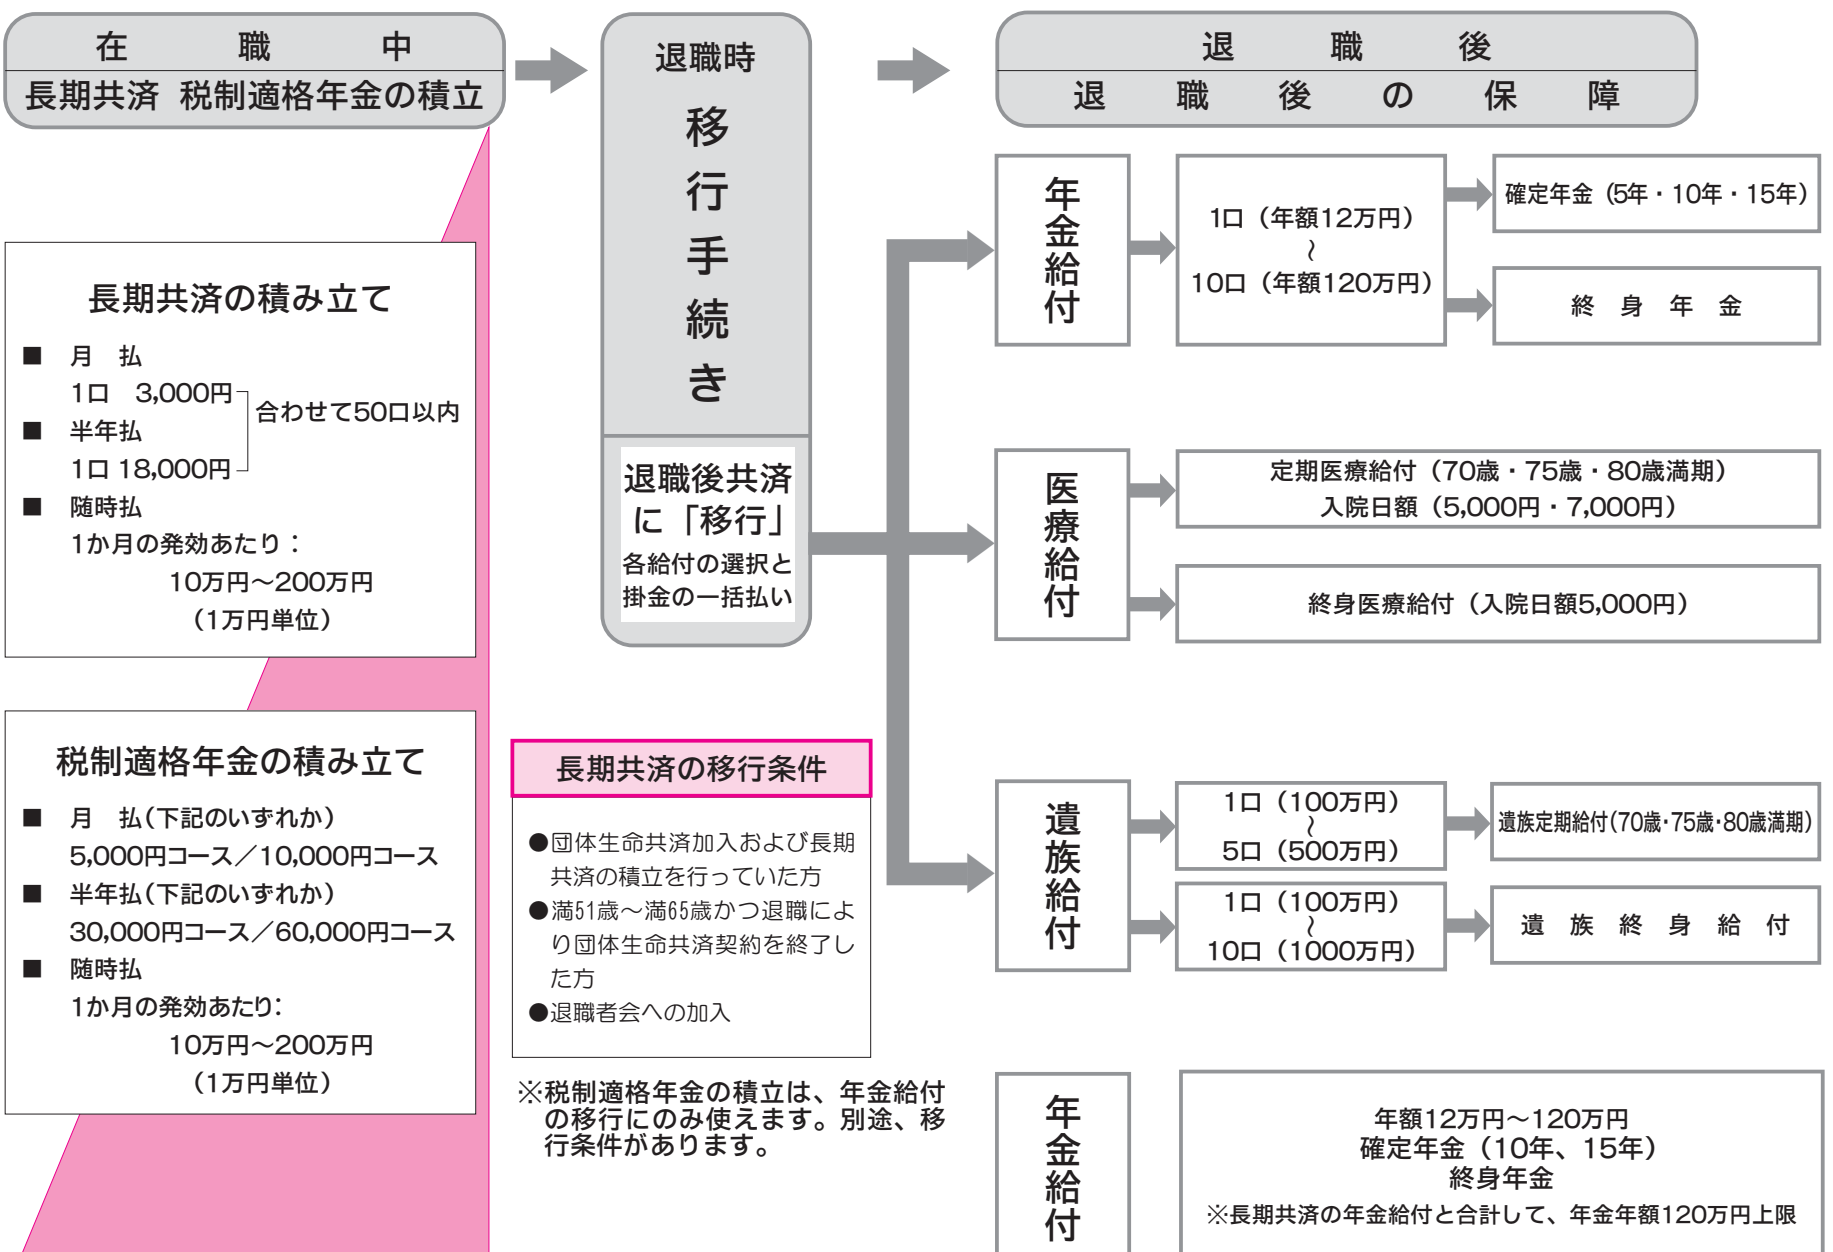 在職中
長期共済 税制適格年金の積立
長期共済の積み立て
■ 月 払
1口 3,000円
■ 半年払
1口 18,000円
合わせて50口以内
■ 随時払
1か月の発効あたり：
10万円～200万円
（1万円単位）
税制適格年金の積み立て
■ 月 払（下記のいずれか）
5,000円コース／10,000円コース
■ 半年払（下記のいずれか）
30,000円コース／60,000円コース
■ 随時払
1か月の発効あたり：
10万円～200万円
（1万円単位）
退職時
移行手続き
退職後共済
に「移行」
各給付の選択と
掛金の一括払い
長期共済の移行条件
●団体生命共済加入および長期
共済の積立を行っていた方
●満51歳～満65歳かつ退職によ
り団体生命共済契約を終了し
た方
●退職者会への加入
※税制適格年金の積立は、年金給付
の移行にのみ使えます。別途、移
行条件があります。
退職後
退職後の保障
年金給付
1口（年額12万円）
～
10口（年額120万円）
確定年金（5年・10年・15年）
終身年金
医療給付
定期医療給付（70歳・75歳・80歳満期）
入院日額（5,000円・7,000円）
終身医療給付（入院日額5,000円）
遺族給付
1口（100万円）
～
5口（500万円）
遺族定期給付（70歳・75歳・80歳満期）
1口（100万円）
～
10口（1000万円）
遺族終身給付
年金給付
年額12万円～120万円
確定年金（10年、15年）
終身年金
※長期共済の年金給付と合計して、年金年額120万円上限